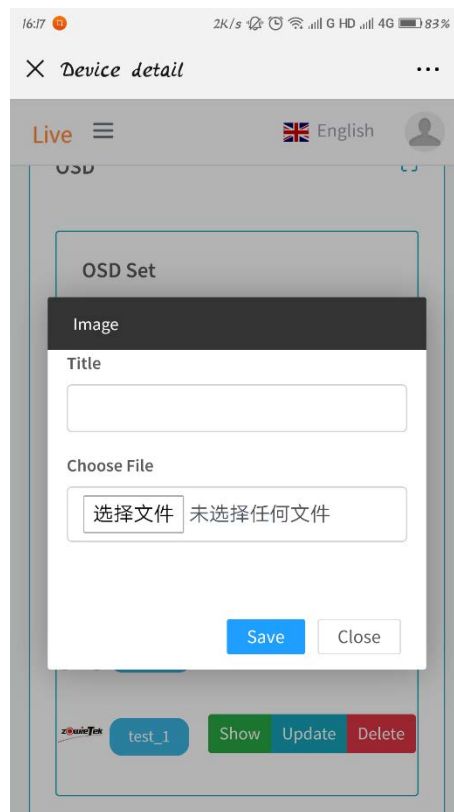 16:17 2K/s G HD 4G 83%
Device detail
Live English
OSD
OSD Set
Image
Title
Choose File
选择文件 未选择任何文件
Save Close
zowieTek test_1 Show Update Delete